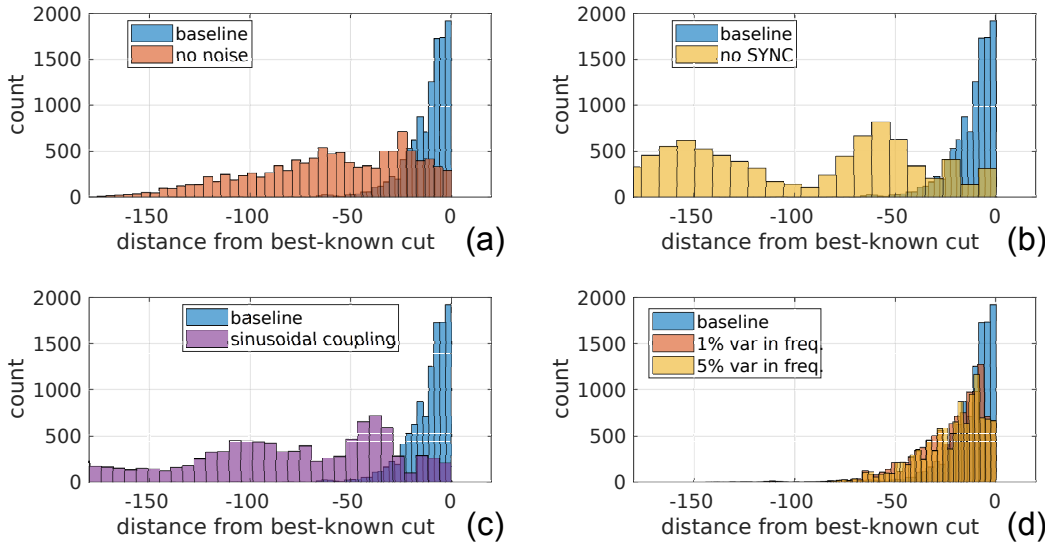 2000
1500
1000
500
0
count
baseline
no noise
-150
-100
-50
0
distance from best-known cut
(a)
2000
1500
1000
500
0
count
baseline
no SYNC
-150
-100
-50
0
distance from best-known cut
(b)
2000
1500
1000
500
0
count
baseline
sinusoidal coupling
-150
-100
-50
0
distance from best-known cut
(c)
2000
1500
1000
500
0
count
baseline
1% var in freq.
5% var in freq.
-150
-100
-50
0
distance from best-known cut
(d)